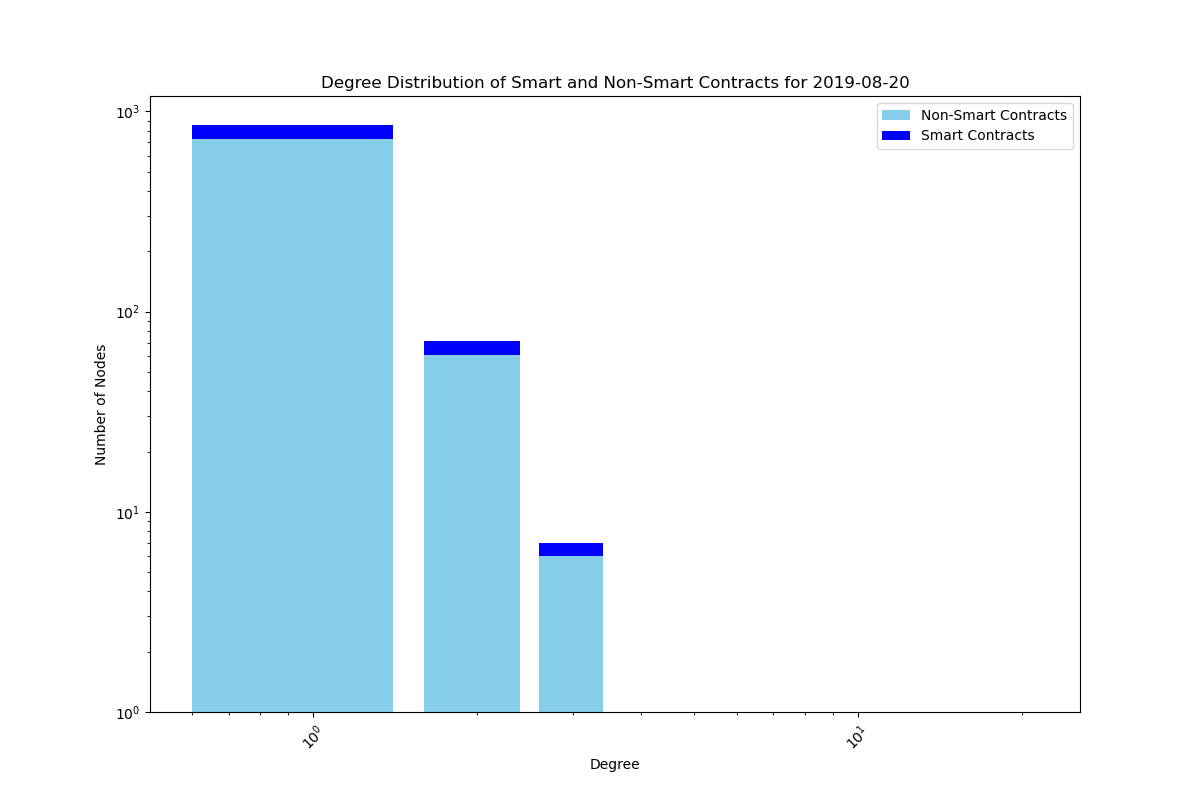 Degree Distribution of Smart and Non-Smart Contracts for 2019-08-20
Non-Smart Contracts
Smart Contracts
10³
10²
10¹
10⁰
Number of Nodes
10⁰
10¹
Degree